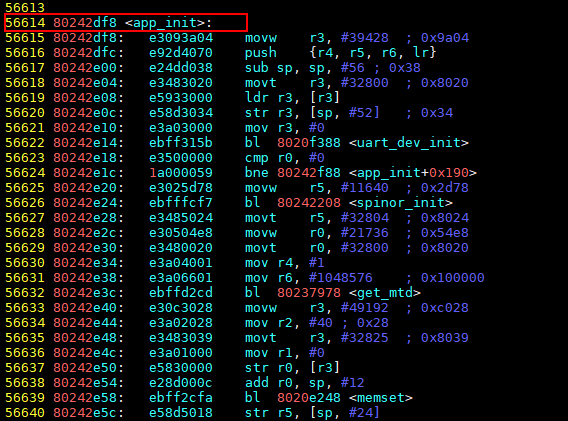 56613
56614 80242df8 <app_init>:
56615 80242df8: e3093a04 movw r3, #39428 ; 0x9a04
56616 80242dfc: e92d4070 push {r4, r5, r6, lr}
56617 80242e00: e24dd038 sub sp, sp, #56 ; 0x38
56618 80242e04: e3483020 movt r3, #32800 ; 0x8020
56619 80242e08: e5933000 ldr r3, [r3]
56620 80242e0c: e58d3034 str r3, [sp, #52] ; 0x34
56621 80242e10: e3a03000 mov r3, #0
56622 80242e14: ebff315b bl 8020f388 <uart_dev_init>
56623 80242e18: e3500000 cmp r0, #0
56624 80242e1c: 1a000059 bne 80242f88 <app_init+0x190>
56625 80242e20: e3025d78 movw r5, #11640 ; 0x2d78
56626 80242e24: ebfffcf7 bl 80242208 <spinor_init>
56627 80242e28: e3485024 movt r5, #32804 ; 0x8024
56628 80242e2c: e30504e8 movw r0, #21736 ; 0x54e8
56629 80242e30: e3480020 movt r0, #32800 ; 0x8020
56630 80242e34: e3a04001 mov r4, #1
56631 80242e38: e3a06601 mov r6, #1048576 ; 0x100000
56632 80242e3c: ebffd2cd bl 80237978 <get_mtd>
56633 80242e40: e30c3028 movw r3, #49192 ; 0xc028
56634 80242e44: e3a02028 mov r2, #40 ; 0x28
56635 80242e48: e3483039 movt r3, #32825 ; 0x8039
56636 80242e4c: e3a01000 mov r1, #0
56637 80242e50: e5830000 str r0, [r3]
56638 80242e54: e28d000c add r0, sp, #12
56639 80242e58: ebff2cfa bl 8020e248 <memset>
56640 80242e5c: e58d5018 str r5, [sp, #24]